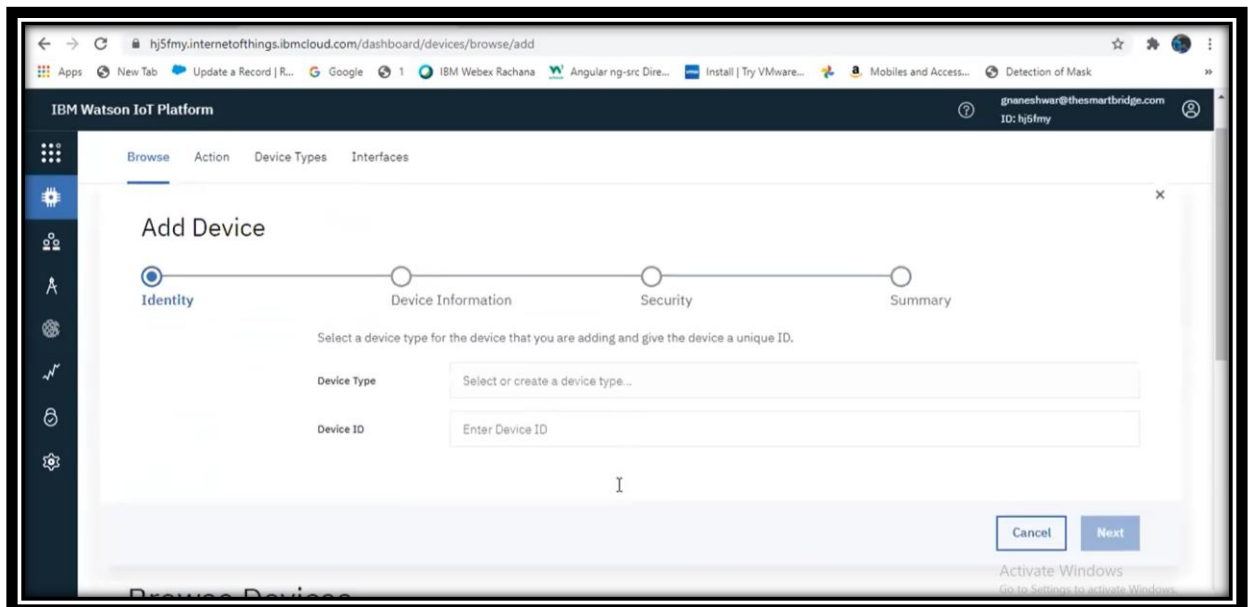 hj5fmy.internetofthings.ibmcloud.com/dashboard/devices/browse/add
Apps New Tab Update a Record | R... Google 1 IBM Webex Rachana Angular ng-src Dire... Install | Try VMware... Mobiles and Access... Detection of Mask »
IBM Watson IoT Platform
gnaneshwar@thesmartbridge.com
ID: hj5fmy
Browse Action Device Types Interfaces
Add Device
Identity Device Information Security Summary
Select a device type for the device that you are adding and give the device a unique ID.
Device Type Select or create a device type...
Device ID Enter Device ID
Cancel Next
Activate Windows
Go to Settings to activate Windows.
Browse Devices